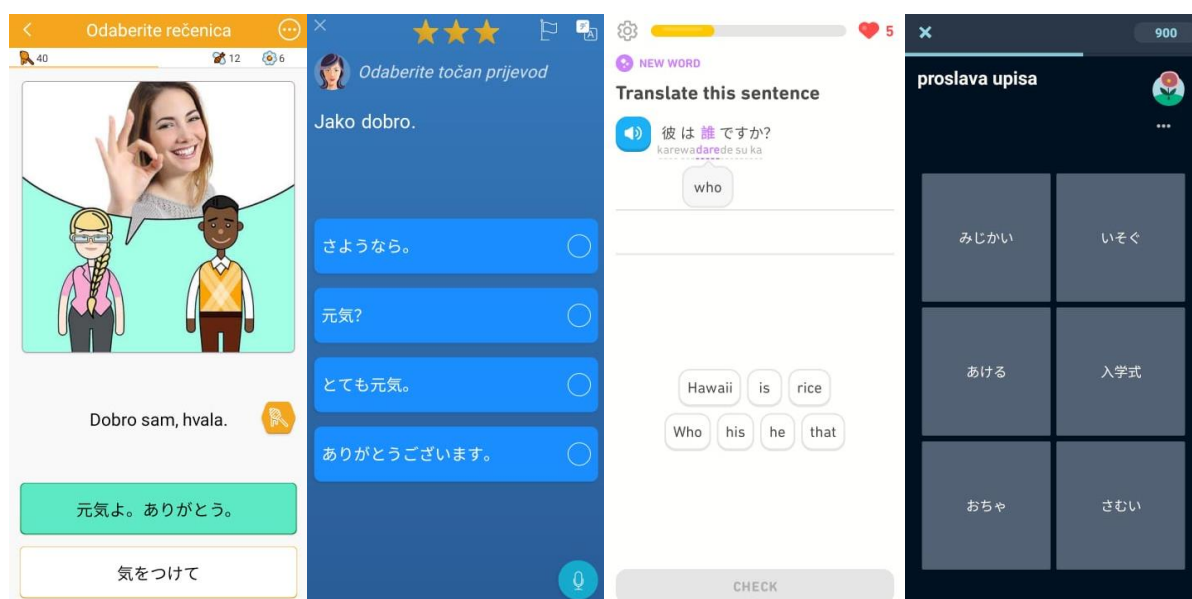 Odaberite rečenica
40
12
6
Dobro sam, hvala.
元気よ。ありがとう。
気をつけて
Odaberite točan prijevod
Jako dobro.
さようなら。
元気?
とても元気。
ありがとうございます。
5
NEW WORD
Translate this sentence
彼 は 誰 ですか?
karewadarede su ka
who
Hawaii is rice
Who his he that
CHECK
900
proslava upisa
みじかい いそぐ
あける 入学式
おちゃ さむい